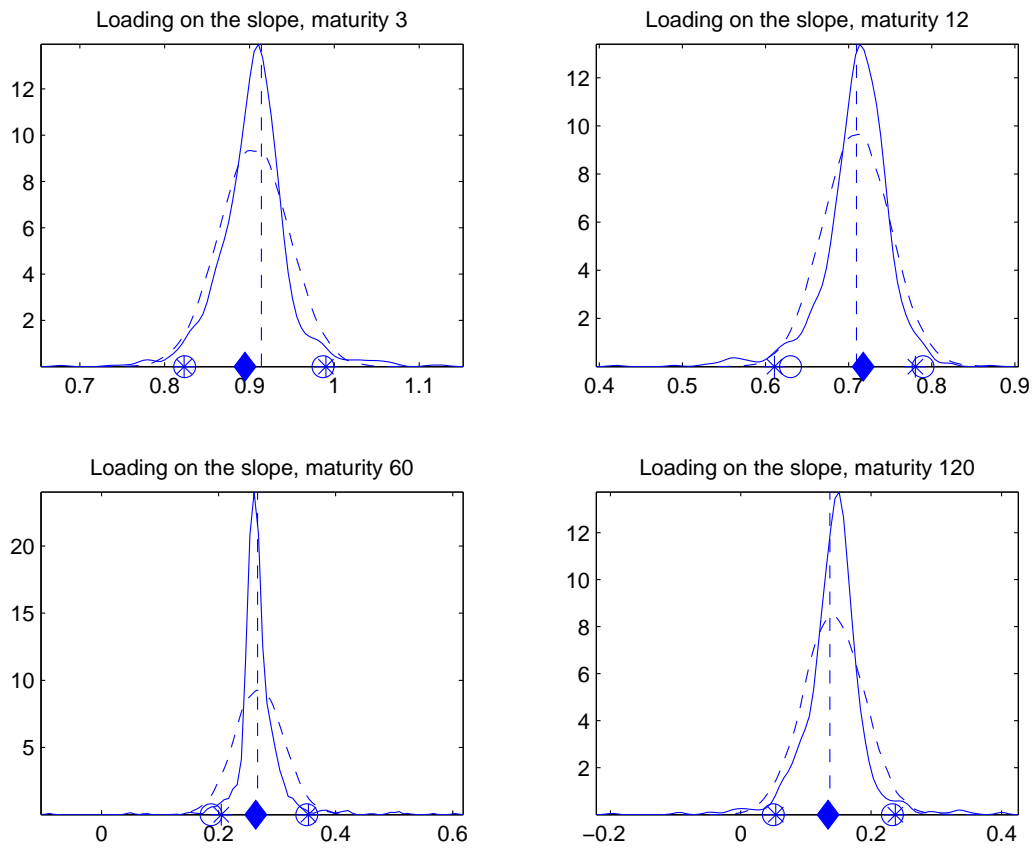 Loading on the slope, maturity 3
12
10
8
6
4
2
0.7 0.8 0.9 1 1.1
Loading on the slope, maturity 12
12
10
8
6
4
2
0.4 0.5 0.6 0.7 0.8 0.9
Loading on the slope, maturity 60
20
15
10
5
0 0.2 0.4 0.6
Loading on the slope, maturity 120
12
10
8
6
4
2
−0.2 0 0.2 0.4